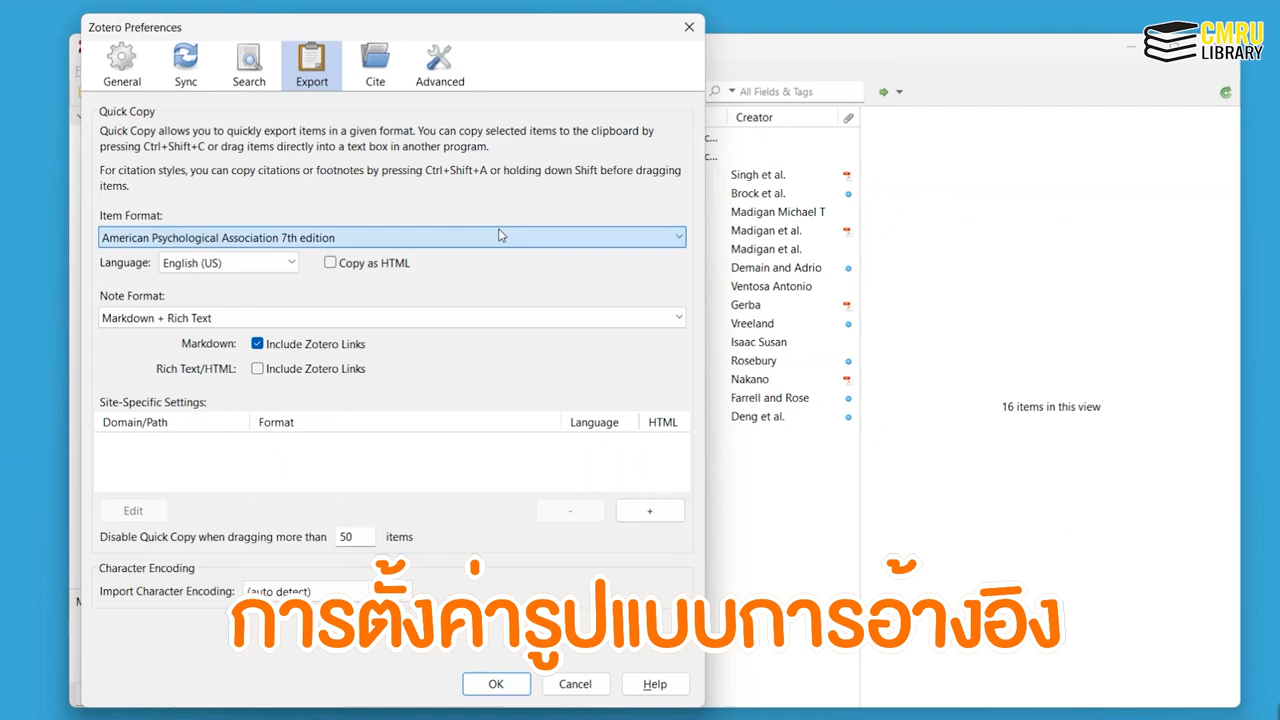 Zotero Preferences
CMRU
LIBRARY
General
Sync
Search
Export
Cite
Advanced
All Fields & Tags
Quick Copy
Quick Copy allows you to quickly export items in a given format. You can copy selected items to the clipboard by
pressing Ctrl+Shift+C or drag items directly into a text box in another program.
For citation styles, you can copy citations or footnotes by pressing Ctrl+Shift+A or holding down Shift before dragging
items.
Item Format:
American Psychological Association 7th edition
Language: English (US) Copy as HTML
Note Format:
Markdown + Rich Text
Markdown: Include Zotero Links
Rich Text/HTML: Include Zotero Links
Site-Specific Settings:
Domain/Path Format Language HTML
Edit - +
Disable Quick Copy when dragging more than 50 items
Character Encoding
Import Character Encoding: (auto detect)
OK Cancel Help
Creator
c...
c...
Singh et al.
Brock et al.
Madigan Michael T
Madigan et al.
Madigan et al.
Demain and Adrio
Ventosa Antonio
Gerba
Vreeland
Isaac Susan
Rosebury
Nakano
Farrell and Rose
Deng et al.
16 items in this view
การตั้งค่ารูปแบบการอ้างอิง